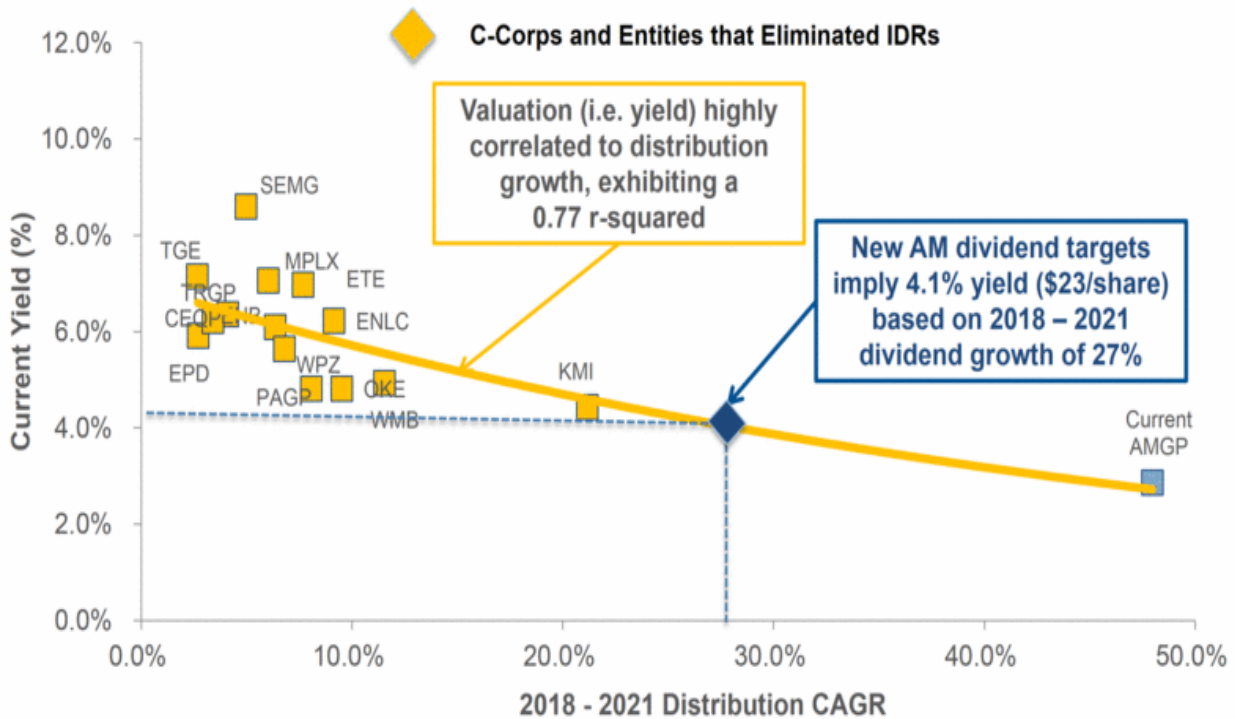 C-Corps and Entities that Eliminated IDRs
12.0%
10.0%
8.0%
6.0%
4.0%
2.0%
0.0%
Current Yield (%)
Valuation (i.e. yield) highly
correlated to distribution
growth, exhibiting a
0.77 r-squared
New AM dividend targets
imply 4.1% yield ($23/share)
based on 2018 – 2021
dividend growth of 27%
SEMG
TGE
MPLX
ETE
TRGP
CEQP
ENLC
EPD
WPZ
KMI
PAGP
OKE
WMB
Current
AMGP
0.0%
10.0%
20.0%
30.0%
40.0%
50.0%
2018 - 2021 Distribution CAGR